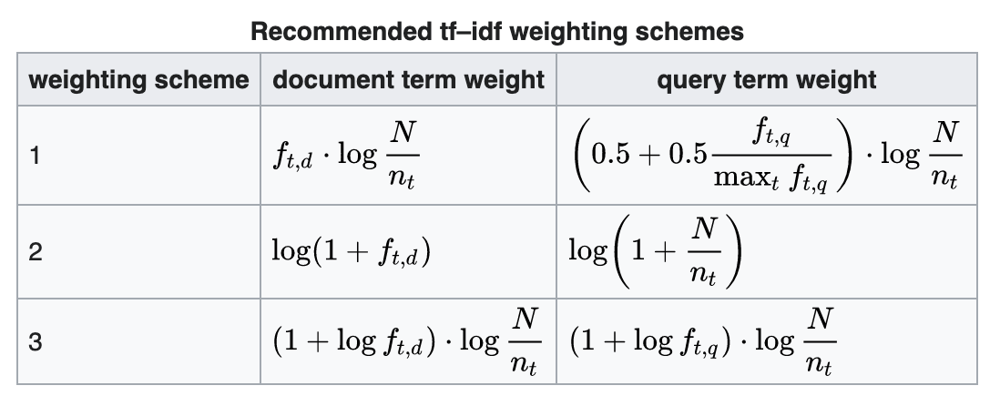 Recommended tf–idf weighting schemes
weighting scheme | document term weight | query term weight
1 | $f_{t,d} \cdot \log \frac{N}{n_t}$ | $\left(0.5 + 0.5 \frac{f_{t,q}}{\max_t f_{t,q}}\right) \cdot \log \frac{N}{n_t}$
2 | $\log(1 + f_{t,d})$ | $\log\left(1 + \frac{N}{n_t}\right)$
3 | $(1 + \log f_{t,d}) \cdot \log \frac{N}{n_t}$ | $(1 + \log f_{t,q}) \cdot \log \frac{N}{n_t}$